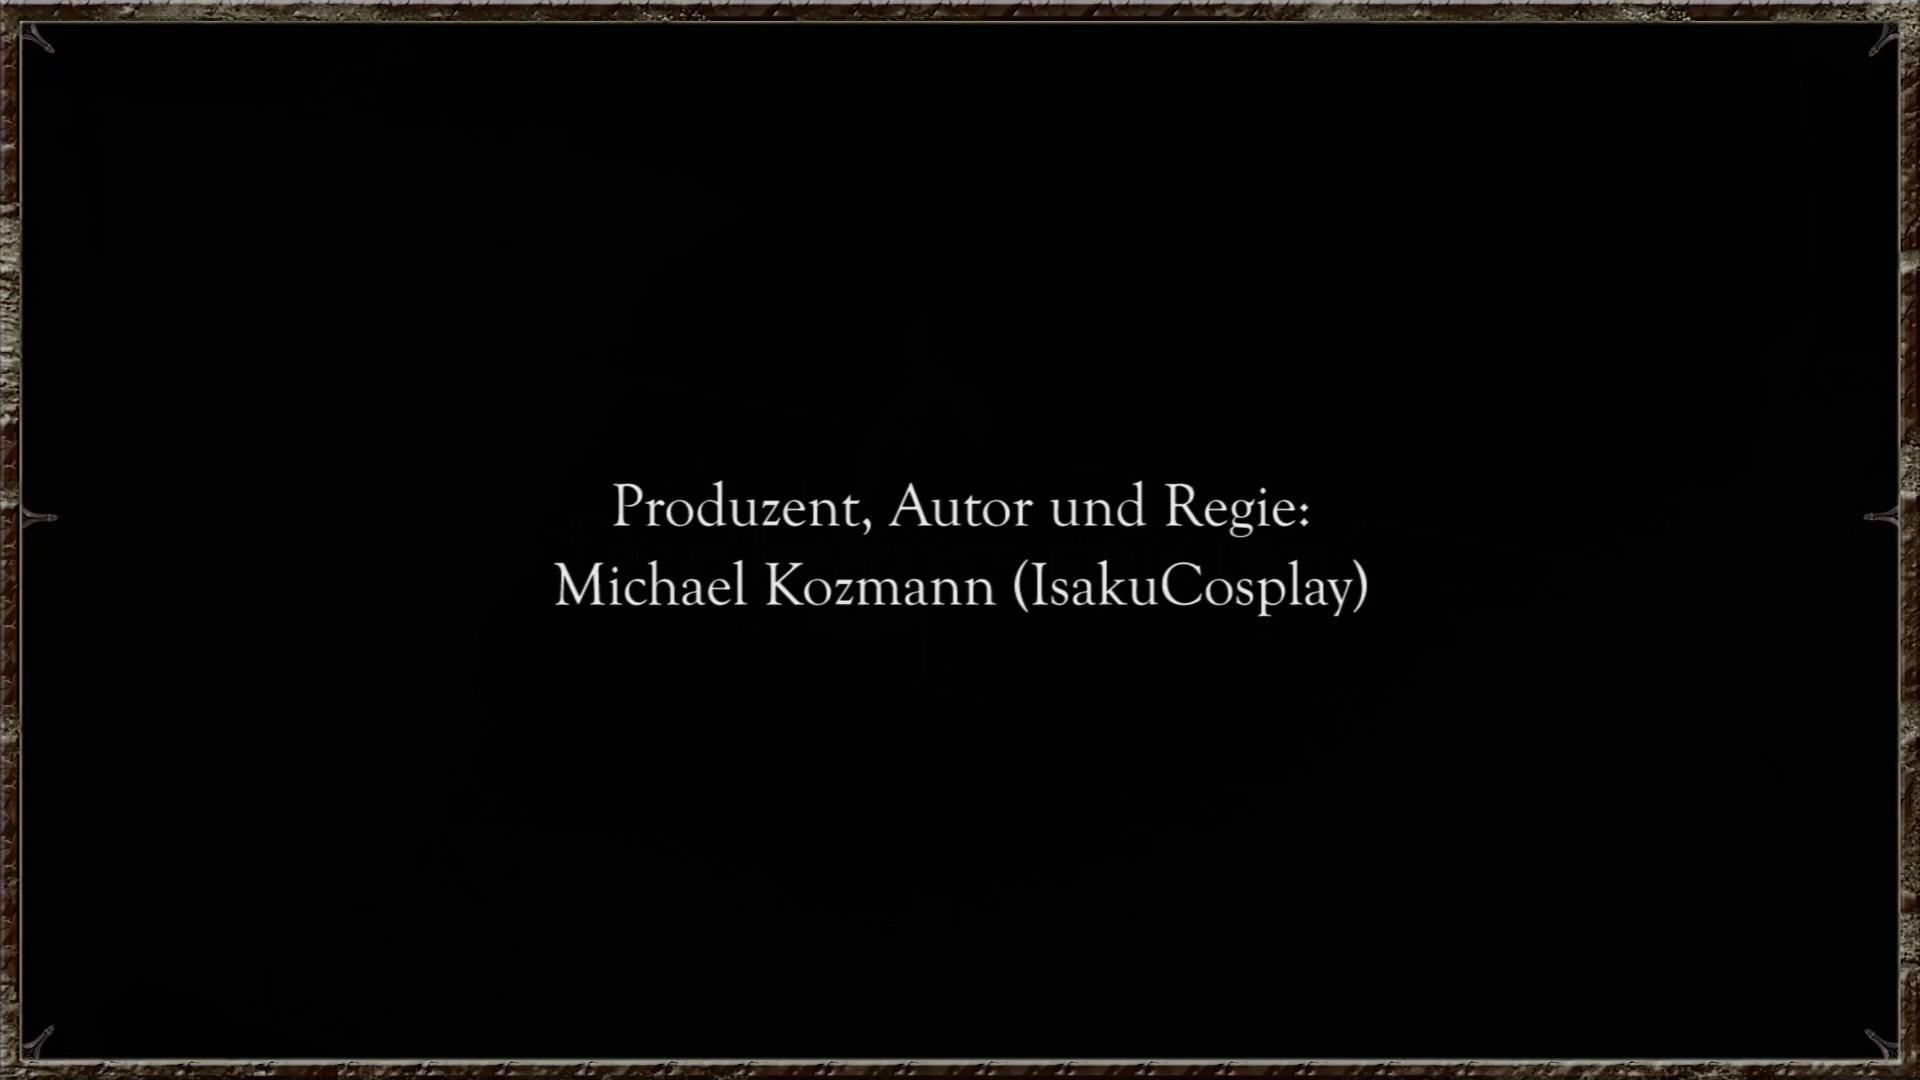 Produzent, Autor und Regie:
Michael Kozmann (IsakuCosplay)